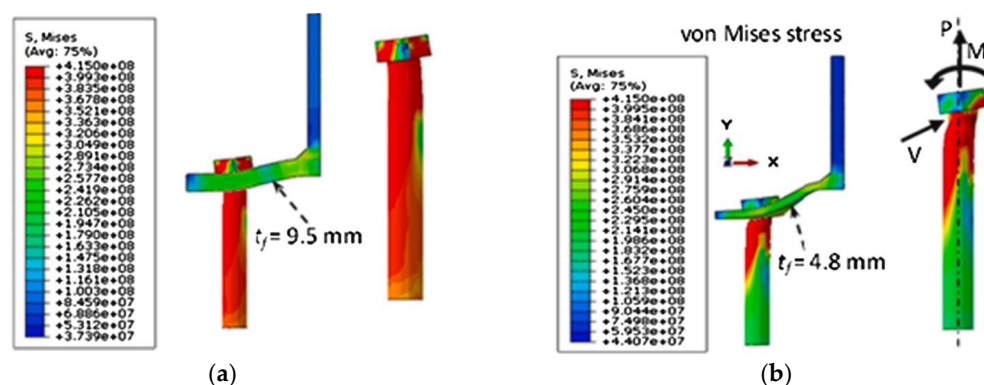 S, Mises
(Avg: 75%)
+4.150e+08
+3.993e+08
+3.835e+08
+3.678e+08
+3.521e+08
+3.363e+08
+3.206e+08
+3.049e+08
+2.891e+08
+2.734e+08
+2.577e+08
+2.419e+08
+2.262e+08
+2.105e+08
+1.947e+08
+1.790e+08
+1.633e+08
+1.475e+08
+1.318e+08
+1.161e+08
+1.003e+08
+8.459e+07
+6.886e+07
+5.312e+07
+3.739e+07
tf = 9.5 mm
(a)
von Mises stress
S, Mises
(Avg: 75%)
+4.150e+08
+3.995e+08
+3.841e+08
+3.686e+08
+3.532e+08
+3.377e+08
+3.223e+08
+3.068e+08
+2.914e+08
+2.759e+08
+2.604e+08
+2.450e+08
+2.295e+08
+2.141e+08
+1.986e+08
+1.832e+08
+1.677e+08
+1.523e+08
+1.368e+08
+1.213e+08
+1.059e+08
+9.044e+07
+7.498e+07
+5.953e+07
+4.407e+07
Y
X
tf = 4.8 mm
P
M
V
(b)